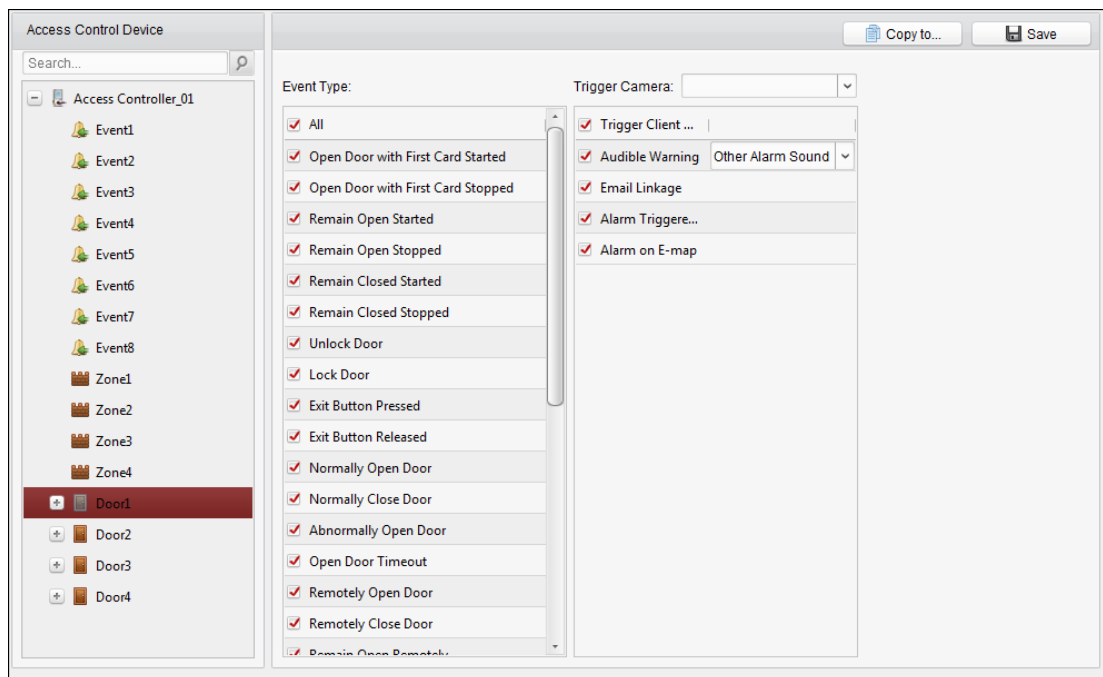 Access Control Device
Copy to...
Save
Search...
Access Controller_01
Event1
Event2
Event3
Event4
Event5
Event6
Event7
Event8
Zone1
Zone2
Zone3
Zone4
Door1
Door2
Door3
Door4
Event Type:
All
Open Door with First Card Started
Open Door with First Card Stopped
Remain Open Started
Remain Open Stopped
Remain Closed Started
Remain Closed Stopped
Unlock Door
Lock Door
Exit Button Pressed
Exit Button Released
Normally Open Door
Normally Close Door
Abnormally Open Door
Open Door Timeout
Remotely Open Door
Remotely Close Door
Remain Open Remotely
Trigger Camera:
Trigger Client ...
Audible Warning Other Alarm Sound
Email Linkage
Alarm Triggere...
Alarm on E-map